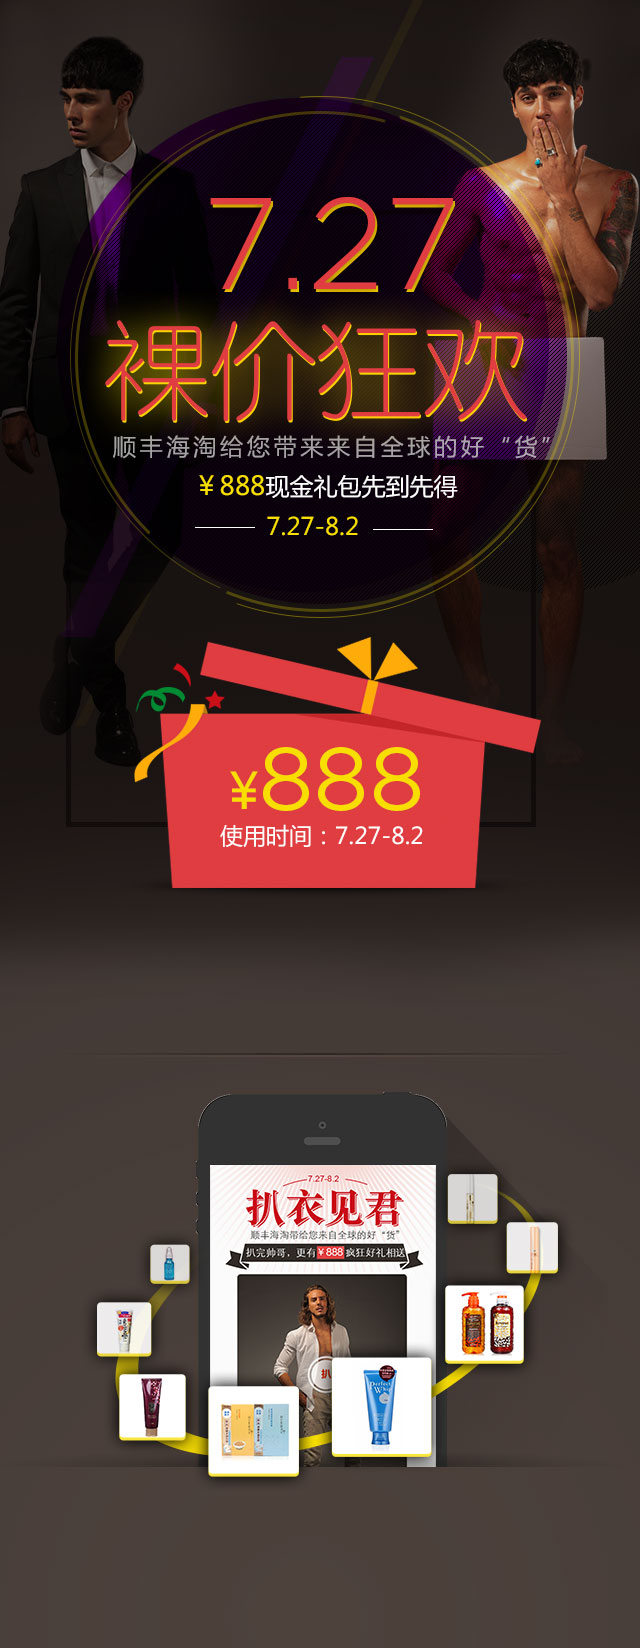 7.27
裸价狂欢
顺丰海淘给您带来来自全球的好“货”
￥888现金礼包先到先得
7.27-8.2
¥888
使用时间：7.27-8.2
7.27-8.2
扒衣见君
顺丰海淘带给您来自全球的好“货”
扒完帅哥，更有¥888疯狂好礼相送
扒
Perfect
Whip